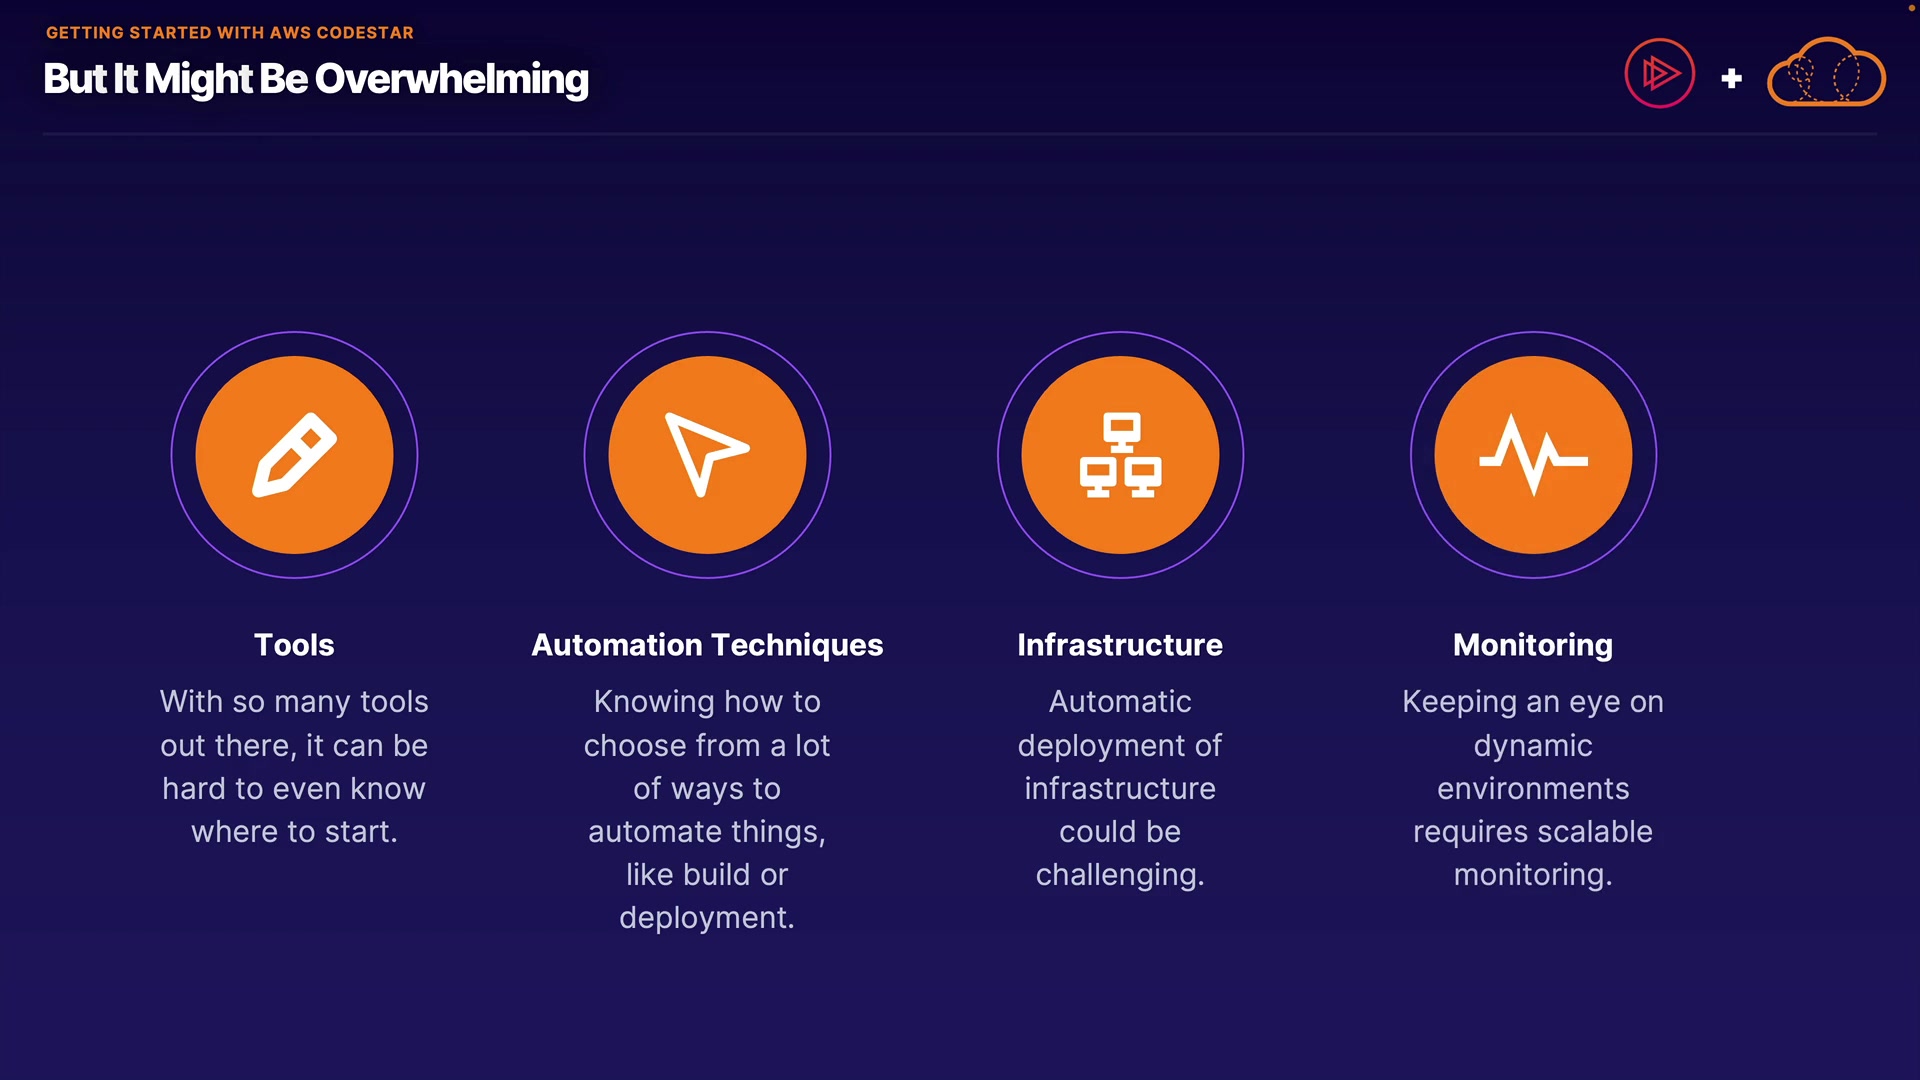 GETTING STARTED WITH AWS CODESTAR
But It Might Be Overwhelming
+
Tools
With so many tools
out there, it can be
hard to even know
where to start.
Automation Techniques
Knowing how to
choose from a lot
of ways to
automate things,
like build or
deployment.
Infrastructure
Automatic
deployment of
infrastructure
could be
challenging.
Monitoring
Keeping an eye on
dynamic
environments
requires scalable
monitoring.